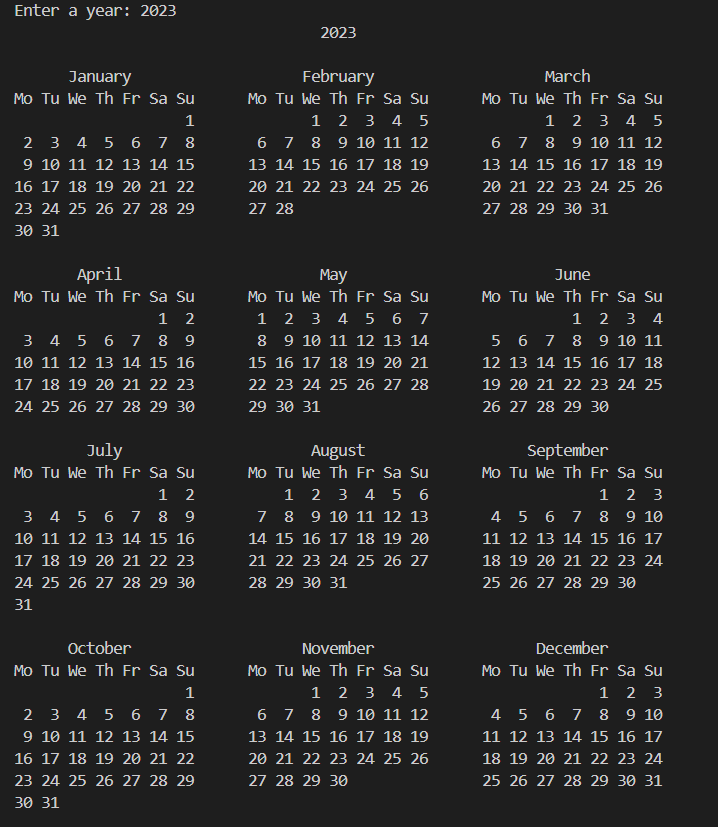 Enter a year: 2023
                                  2023

      January                   February                   March
Mo Tu We Th Fr Sa Su      Mo Tu We Th Fr Sa Su      Mo Tu We Th Fr Sa Su
                   1             1  2  3  4  5             1  2  3  4  5
 2  3  4  5  6  7  8       6  7  8  9 10 11 12       6  7  8  9 10 11 12
 9 10 11 12 13 14 15      13 14 15 16 17 18 19      13 14 15 16 17 18 19
16 17 18 19 20 21 22      20 21 22 23 24 25 26      20 21 22 23 24 25 26
23 24 25 26 27 28 29      27 28                     27 28 29 30 31
30 31

       April                      May                       June
Mo Tu We Th Fr Sa Su      Mo Tu We Th Fr Sa Su      Mo Tu We Th Fr Sa Su
                1  2       1  2  3  4  5  6  7                1  2  3  4
 3  4  5  6  7  8  9       8  9 10 11 12 13 14       5  6  7  8  9 10 11
10 11 12 13 14 15 16      15 16 17 18 19 20 21      12 13 14 15 16 17 18
17 18 19 20 21 22 23      22 23 24 25 26 27 28      19 20 21 22 23 24 25
24 25 26 27 28 29 30      29 30 31                  26 27 28 29 30

        July                     August                  September
Mo Tu We Th Fr Sa Su      Mo Tu We Th Fr Sa Su      Mo Tu We Th Fr Sa Su
                1  2          1  2  3  4  5  6                   1  2  3
 3  4  5  6  7  8  9       7  8  9 10 11 12 13       4  5  6  7  8  9 10
10 11 12 13 14 15 16      14 15 16 17 18 19 20      11 12 13 14 15 16 17
17 18 19 20 21 22 23      21 22 23 24 25 26 27      18 19 20 21 22 23 24
24 25 26 27 28 29 30      28 29 30 31               25 26 27 28 29 30
31

      October                   November                  December
Mo Tu We Th Fr Sa Su      Mo Tu We Th Fr Sa Su      Mo Tu We Th Fr Sa Su
                   1             1  2  3  4  5                   1  2  3
 2  3  4  5  6  7  8       6  7  8  9 10 11 12       4  5  6  7  8  9 10
 9 10 11 12 13 14 15      13 14 15 16 17 18 19      11 12 13 14 15 16 17
16 17 18 19 20 21 22      20 21 22 23 24 25 26      18 19 20 21 22 23 24
23 24 25 26 27 28 29      27 28 29 30               25 26 27 28 29 30 31
30 31